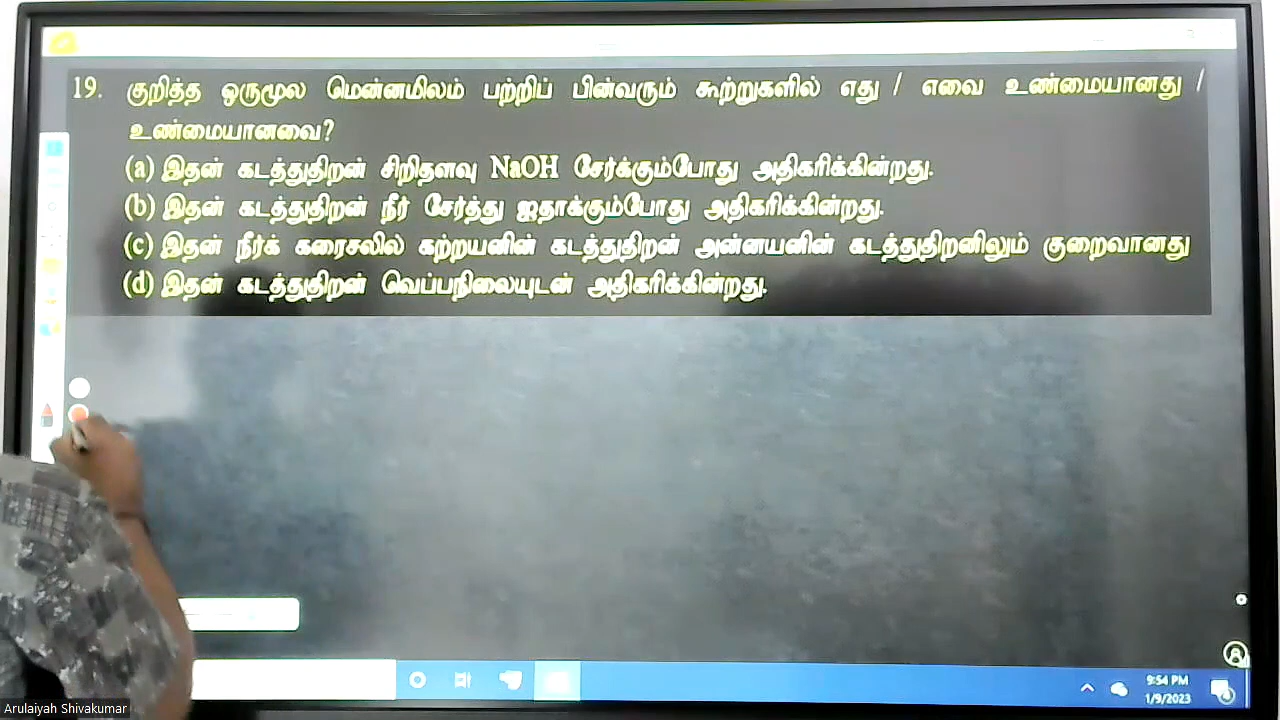 19. குறித்த ஒருமூல மென்னமிலம் பற்றிப் பின்வரும் கூற்றுகளில் எது / எவை உண்மையானது /
உண்மையானவை?
(a) இதன் கடத்துதிறன் சிறிதளவு NaOH சேர்க்கும்போது அதிகரிக்கின்றது.
(b) இதன் கடத்துதிறன் நீர் சேர்த்து ஐதாக்கும்போது அதிகரிக்கின்றது.
(c) இதன் நீர்க் கரைசலில் கற்றயனின் கடத்துதிறன் அன்னயனின் கடத்துதிறனிலும் குறைவானது
(d) இதன் கடத்துதிறன் வெப்பநிலையுடன் அதிகரிக்கின்றது.
9:54 PM
1/9/2023
Arulaiyah Shivakumar